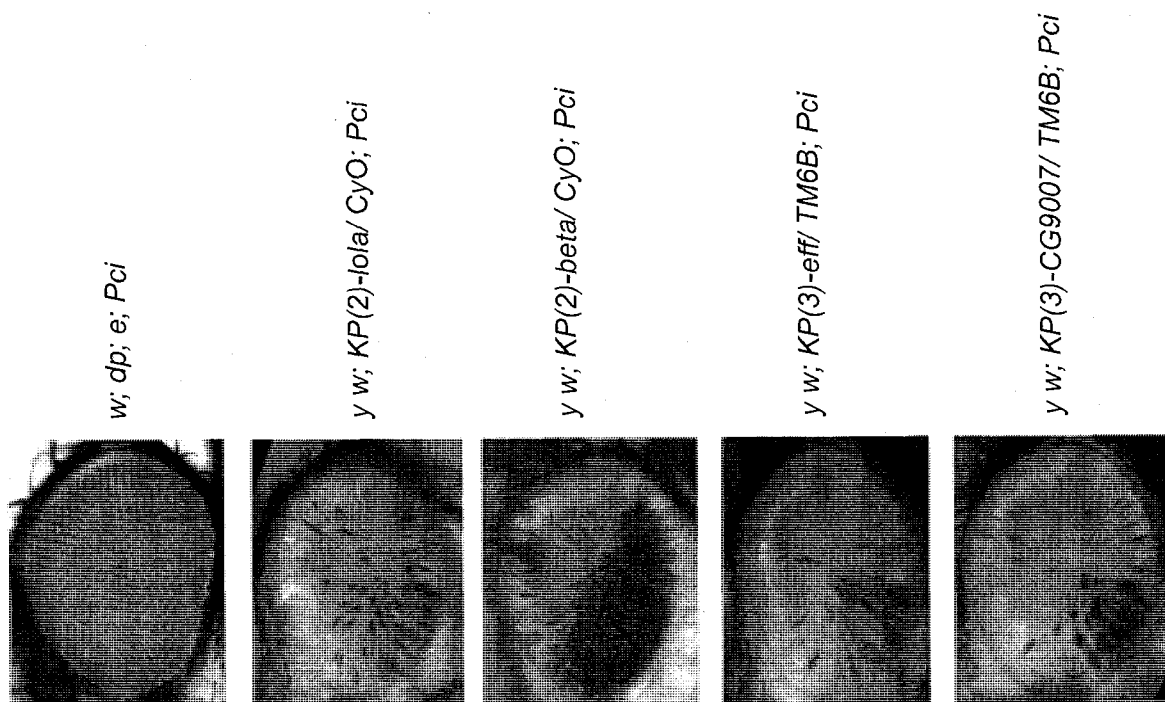 w; dp; e; Pci
y w; KP(2)-lola/ CyO; Pci
y w; KP(2)-beta/ CyO; Pci
y w; KP(3)-eff/ TM6B; Pci
y w; KP(3)-CG9007/ TM6B; Pci